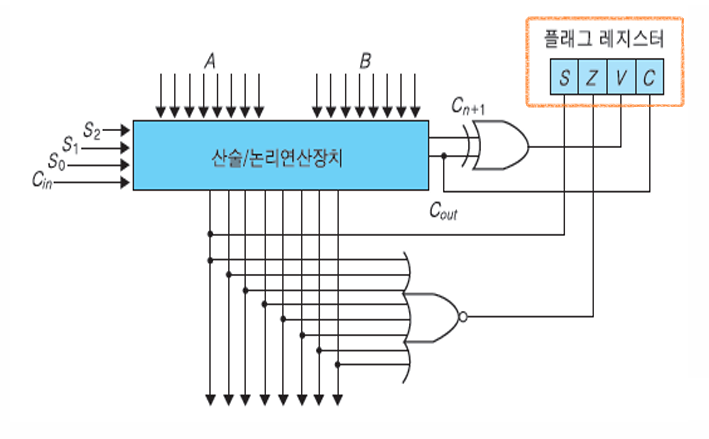 플래그 레지스터
S Z V C
A
B
C_{n+1}
S_2
S_1
S_0
C_{in}
산술/논리연산장치
C_{out}